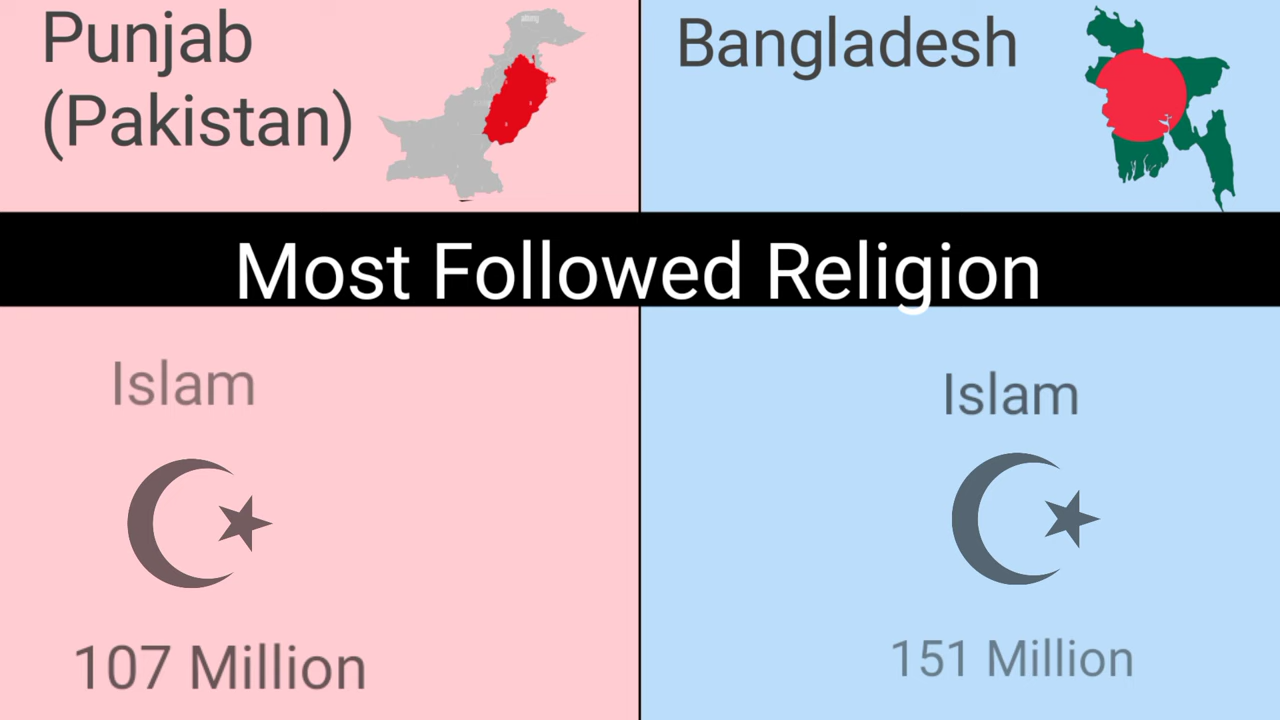 Punjab
(Pakistan)
Bangladesh
Most Followed Religion
Islam
Islam
107 Million
151 Million